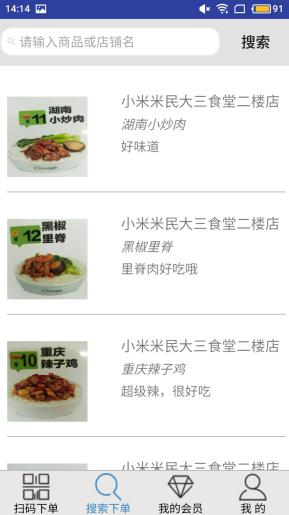 14:14
91
请输入商品或店铺名
搜索
11
湖南
小炒肉
小米米民大三食堂二楼店
湖南小炒肉
好味道
12
黑椒
里脊
小米米民大三食堂二楼店
黑椒里脊
里脊肉好吃哦
10
重庆
辣子鸡
小米米民大三食堂二楼店
重庆辣子鸡
超级辣，很好吃
小米米民大三食堂二楼店
扫码下单
搜索下单
我的会员
我的